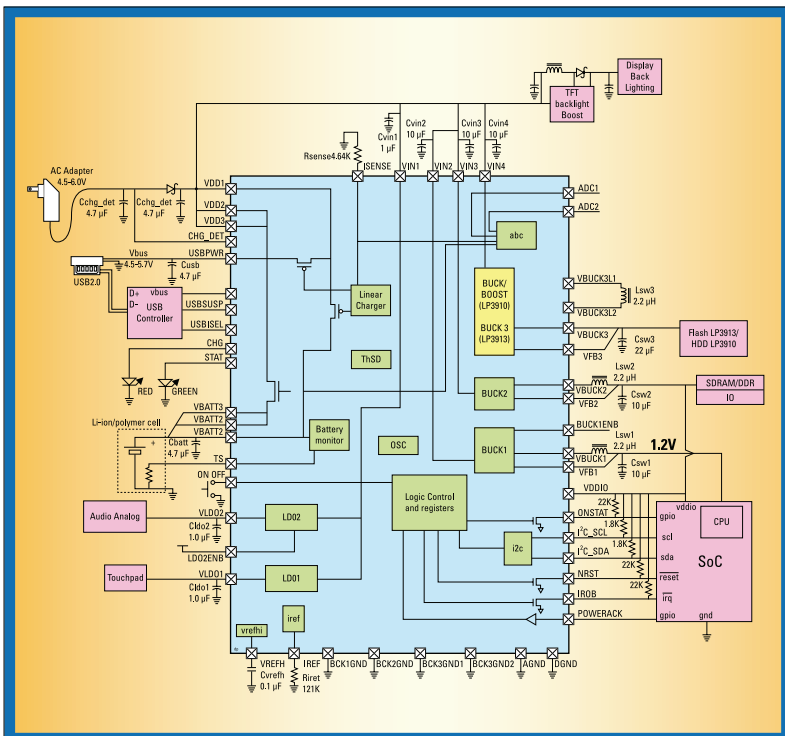 Display
Back
Lighting
TFT
backlight
Boost
Cvin1
1 µF
Cvin2
10 µF
Cvin3
10 µF
Cvin4
10 µF
Rsense4.64K
ISENSE
VIN1
VIN2
VIN3
VIN4
AC Adapter
4.5-6.0V
Cchg_det
4.7 µF
Cchg_det
4.7 µF
VDD1
VDD2
VDD3
CHG_DET
Vbus
4.5-5.7V
USBPWR
Cusb
4.7 µF
USB2.0
D+
D-
vbus
USB
Controller
USBSUSP
USBISEL
CHG
STAT
RED
GREEN
Li-ion/polymer cell
+
VBATT3
VBATT2
VBATT2
Cbatt
4.7 µF
TS
ON OFF
Audio Analog
VLDO2
Cldo2
1.0 µF
LDO2ENB
Touchpad
VLDO1
Cldo1
1.0 µF
Linear
Charger
ThSD
Battery
monitor
OSC
LD02
LD01
vrefhi
iref
abc
BUCK/
BOOST
(LP3910)
BUCK 3
(LP3913)
BUCK2
BUCK1
Logic Control
and registers
i2c
ADC1
ADC2
VBUCK3L1
Lsw3
2.2 µH
VBUCK3L2
VBUCK3
VFB3
Csw3
22 µF
Flash LP3913/
HDD LP3910
Lsw2
2.2 µH
VBUCK2
VFB2
Csw2
10 µF
SDRAM/DDR
IO
BUCK1ENB
Lsw1
2.2 µH
1.2V
VBUCK1
VFB1
Csw1
10 µF
VDDIO
22K
ONSTAT
1.8K
I²C_SCL
1.8K
I²C_SDA
22K
NRST
22K
IROB
POWERACK
vddio
gpio
CPU
scl
sda
SoC
reset
irq
gpio
gnd
VREFH
Cvrefh
0.1 µF
IREF
Riret
121K
BCK1GND
BCK2GND
BCK3GND1
BCK3GND2
AGND
DGND